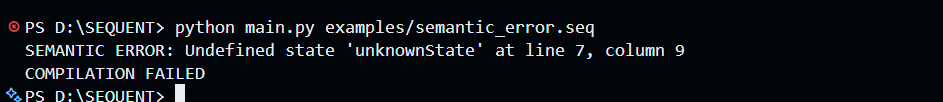 PS D:\SEQUENT> python main.py examples/semantic_error.seq
SEMANTIC ERROR: Undefined state 'unknownState' at line 7, column 9
COMPILATION FAILED
PS D:\SEQUENT>